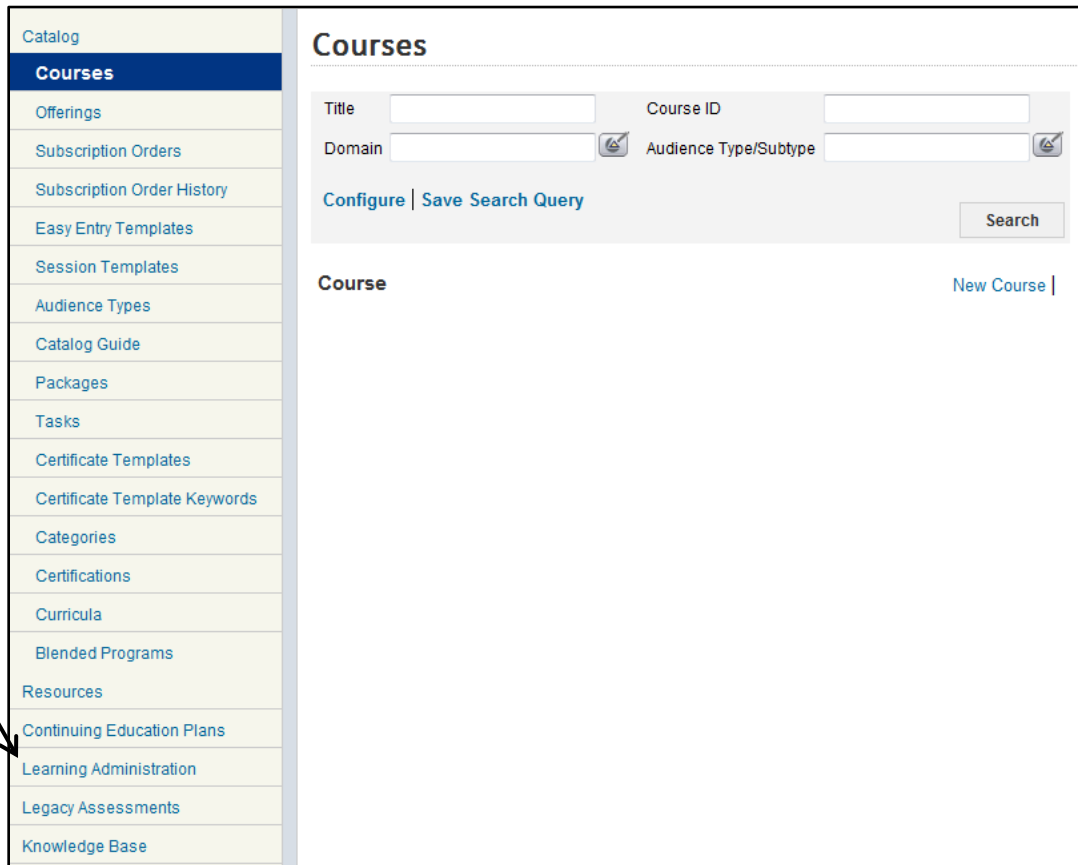 Catalog
Courses
Offerings
Subscription Orders
Subscription Order History
Easy Entry Templates
Session Templates
Audience Types
Catalog Guide
Packages
Tasks
Certificate Templates
Certificate Template Keywords
Categories
Certifications
Curricula
Blended Programs
Resources
Continuing Education Plans
Learning Administration
Legacy Assessments
Knowledge Base
Courses
Title Course ID
Domain Audience Type/Subtype
Configure | Save Search Query
Search
Course New Course |